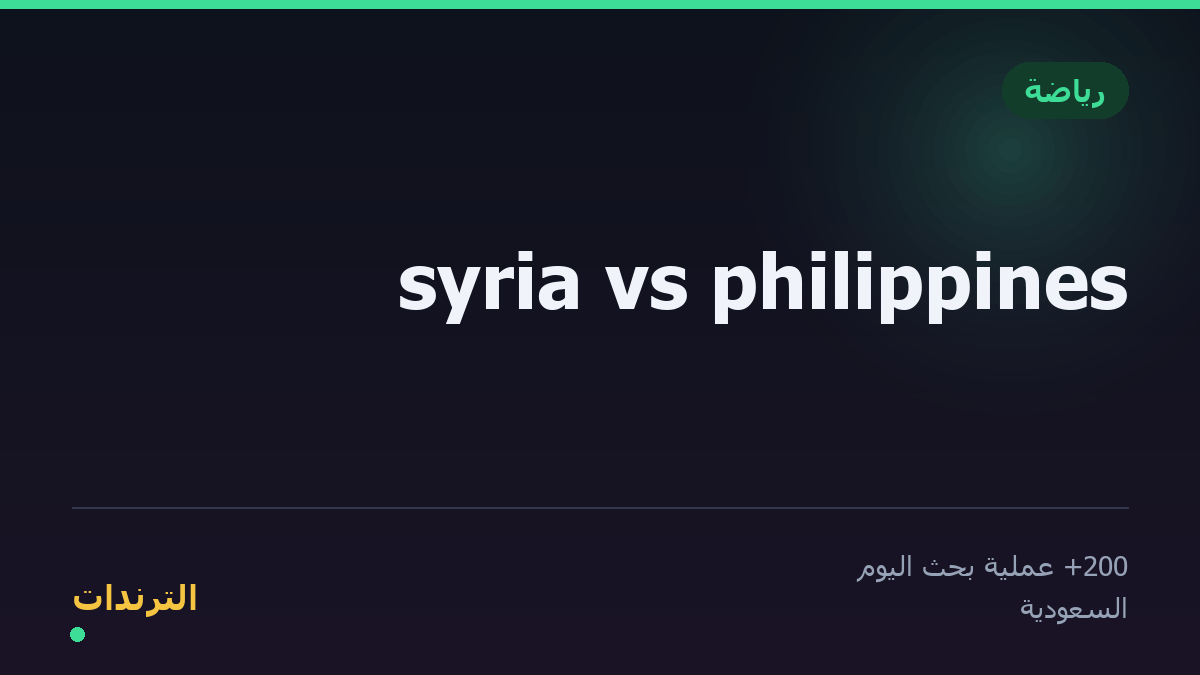 رياضة
syria vs philippines
200+ عملية بحث اليوم
السعودية
الترندات